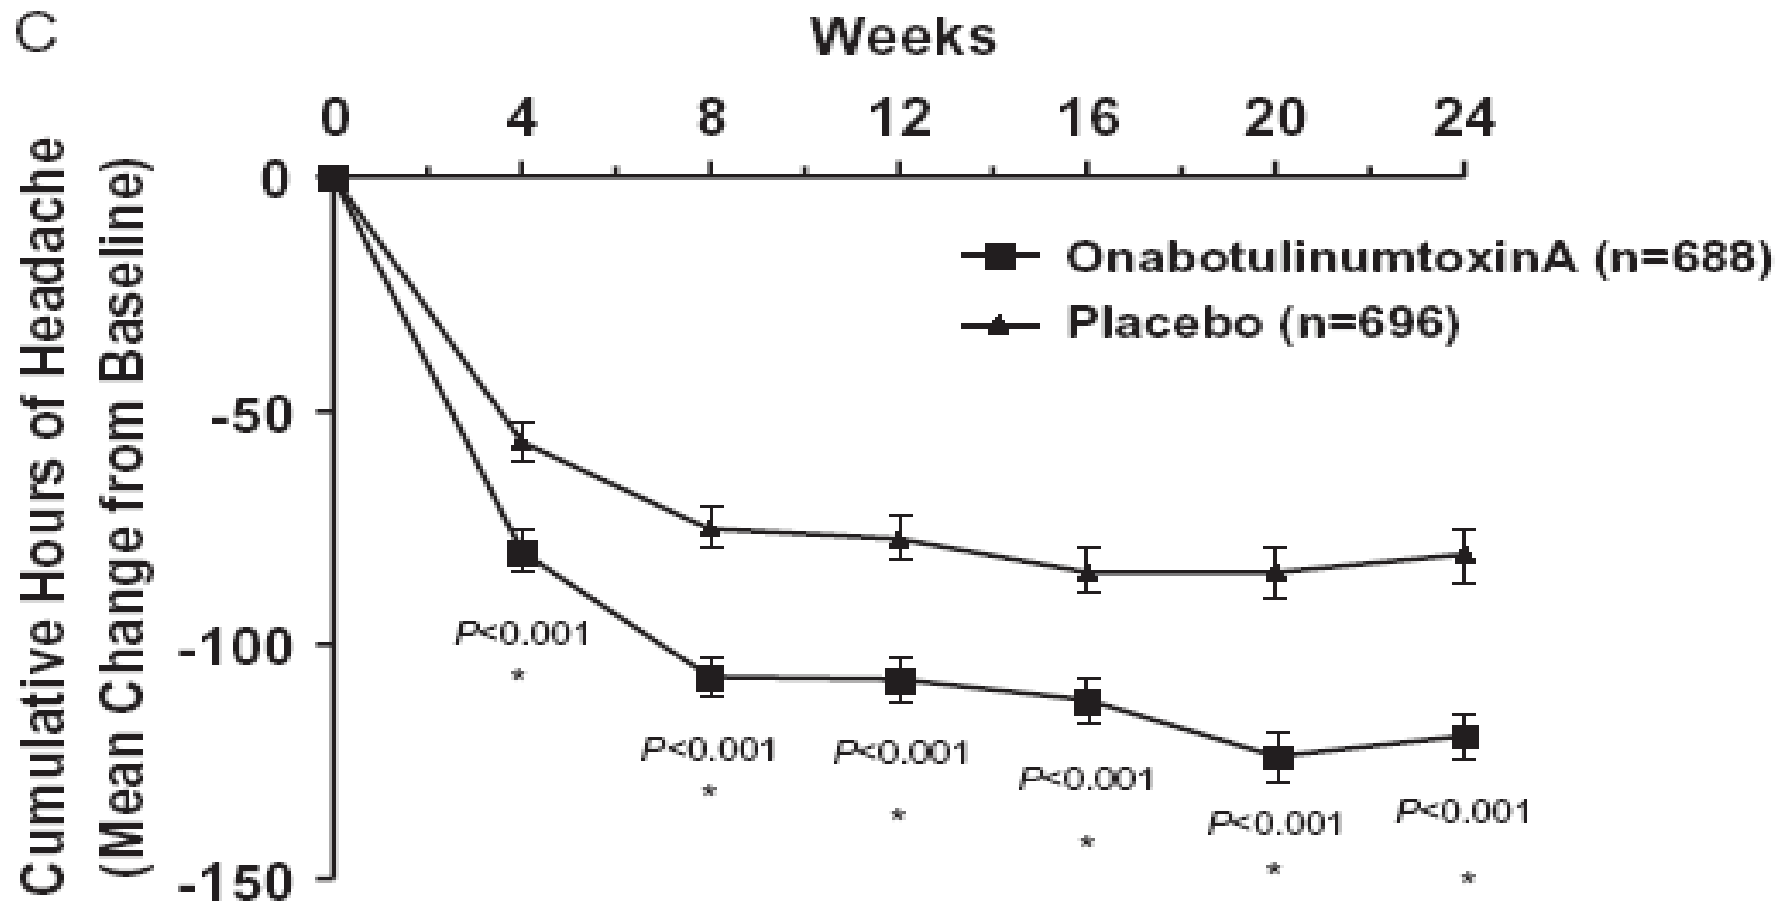 C
Weeks
0 4 8 12 16 20 24
0
-50
-100
-150
Cumulative Hours of Headache
(Mean Change from Baseline)
OnabotulinumtoxinA (n=688)
Placebo (n=696)
P<0.001
*
P<0.001
*
P<0.001
*
P<0.001
*
P<0.001
*
P<0.001
*